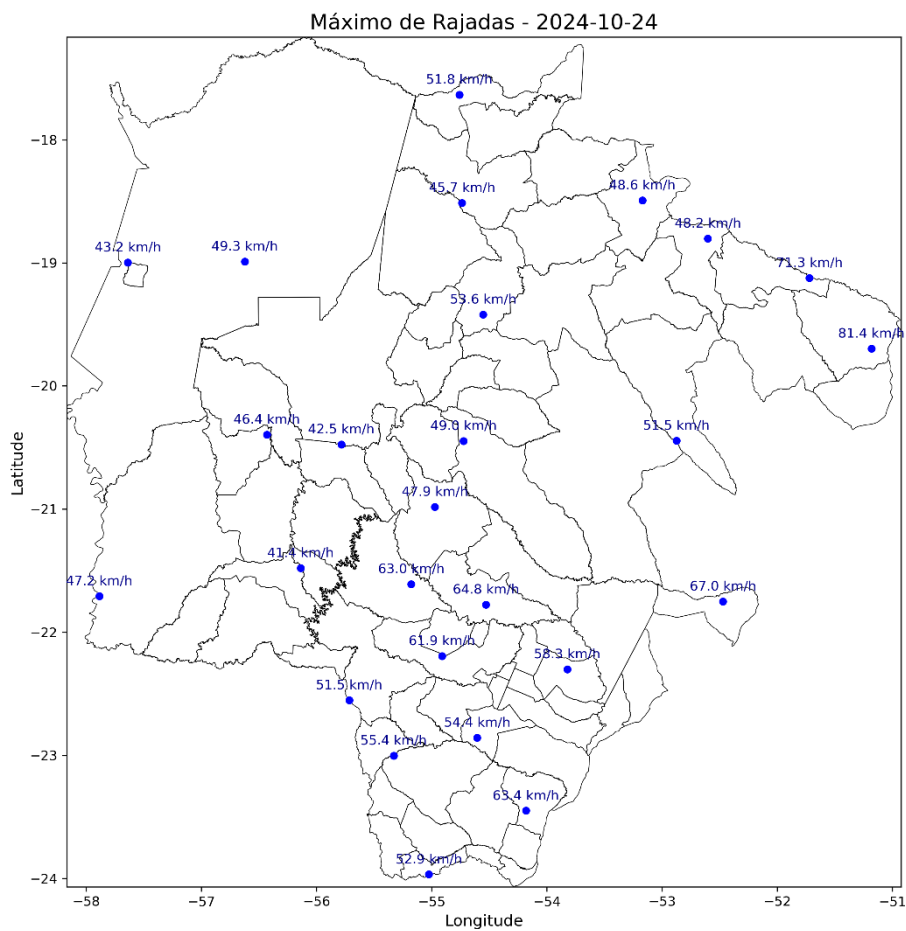 Máximo de Rajadas - 2024-10-24
51.8 km/h
45.7 km/h
48.6 km/h
48.2 km/h
43.2 km/h
49.3 km/h
71.3 km/h
53.6 km/h
81.4 km/h
46.4 km/h
42.5 km/h
49.0 km/h
51.5 km/h
47.9 km/h
41.4 km/h
47.2 km/h
63.0 km/h
64.8 km/h
67.0 km/h
61.9 km/h
58.3 km/h
51.5 km/h
54.4 km/h
55.4 km/h
63.4 km/h
52.9 km/h
Latitude
−18
−19
−20
−21
−22
−23
−24
−58
−57
−56
−55
−54
−53
−52
−51
Longitude